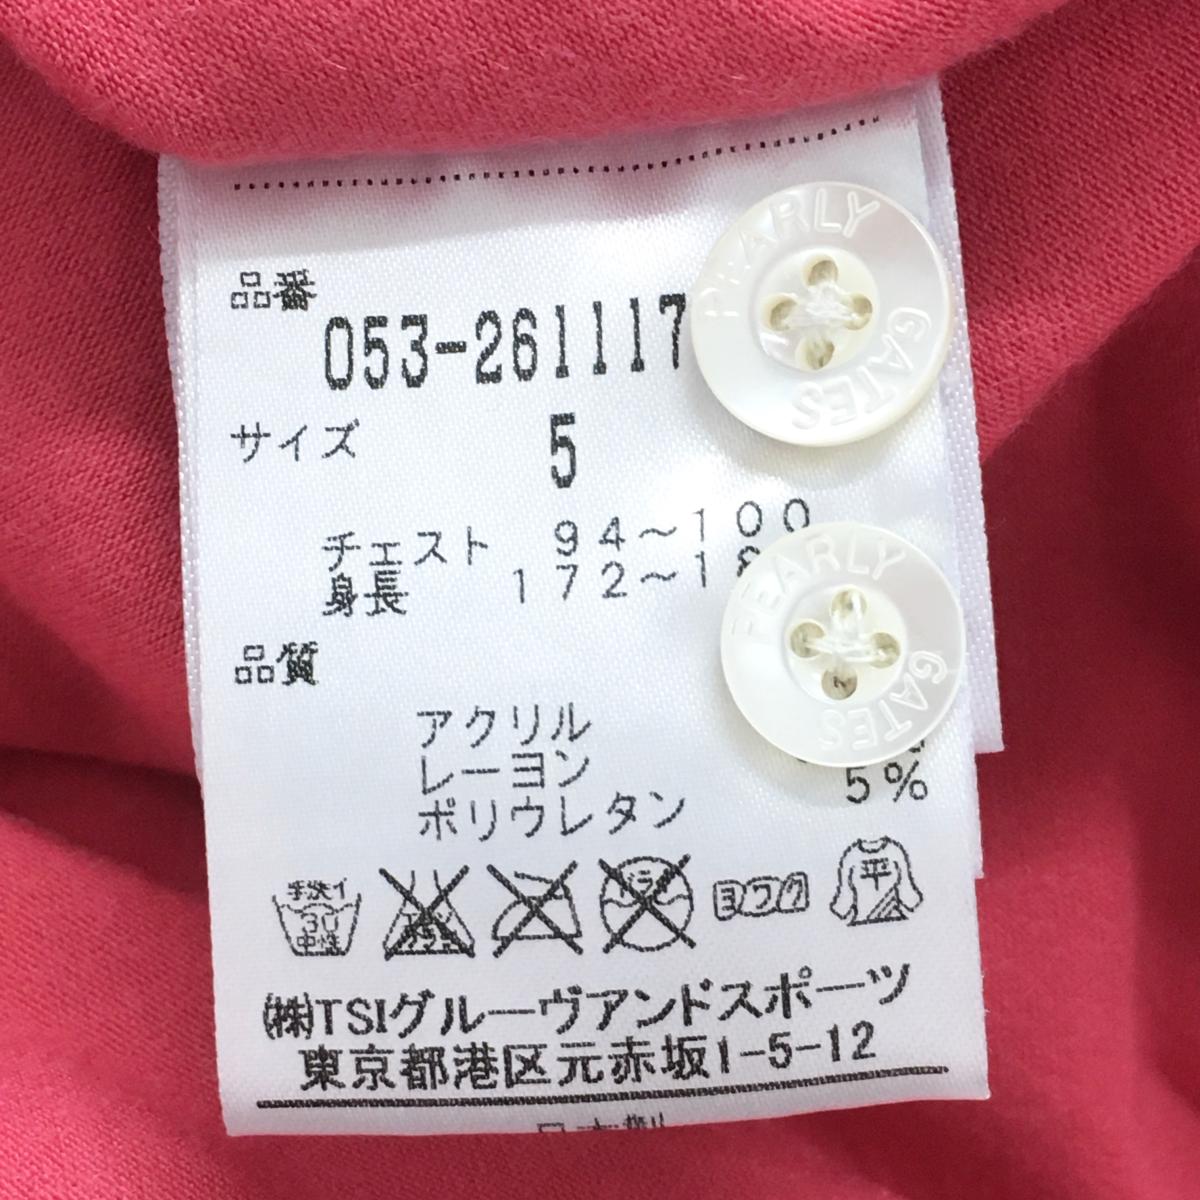 品番
053-261117
サイズ 5
チェスト 94~100
身長 172~18
品質
アクリル
レーヨン
ポリウレタン 5%
手洗イ
30
中性
ヨワク
平
㈱TSIグルーヴアンドスポーツ
東京都港区元赤坂1-5-12
PEARLY GATES
PEARLY GATES